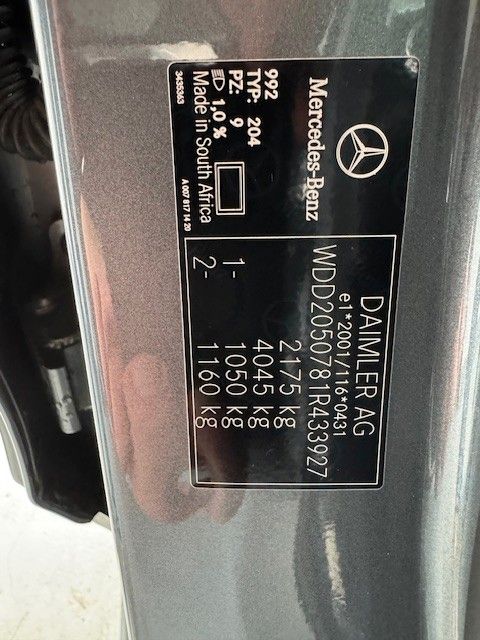 Mercedes-Benz
992
TYP: 204
PZ- 9
1,0 %
Made in South Africa
3435363
A 007 817 14 20
DAIMLER AG
e1*2001/116*0431
WDD2050781R433927
2175 kg
4045 kg
1- 1050 kg
2- 1160 kg